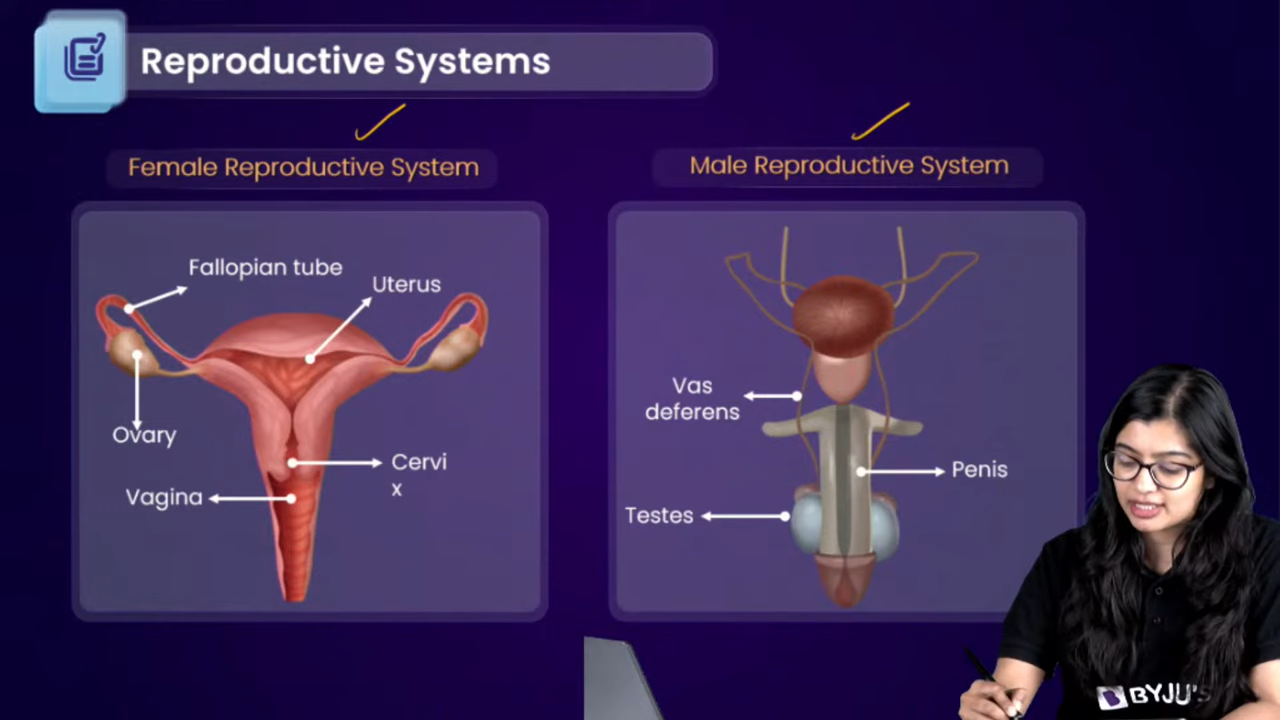 Reproductive Systems
Female Reproductive System
Male Reproductive System
Fallopian tube
Uterus
Ovary
Cervi
x
Vagina
Vas
deferens
Penis
Testes
BYJU'S